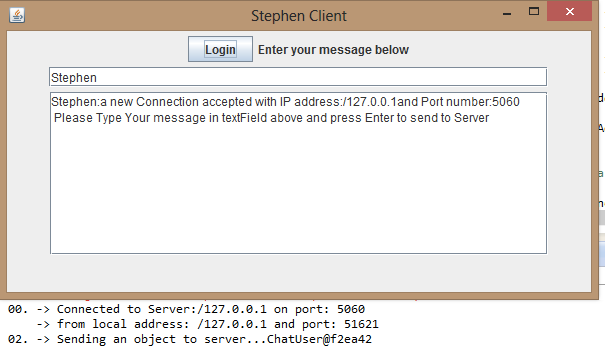 Stephen Client
Login Enter your message below
Stephen
Stephen:a new Connection accepted with IP address:/127.0.0.1and Port number:5060
Please Type Your message in textField above and press Enter to send to Server
00. -> Connected to Server:/127.0.0.1 on port: 5060
-> from local address: /127.0.0.1 and port: 51621
02. -> Sending an object to server...ChatUser@f2ea42